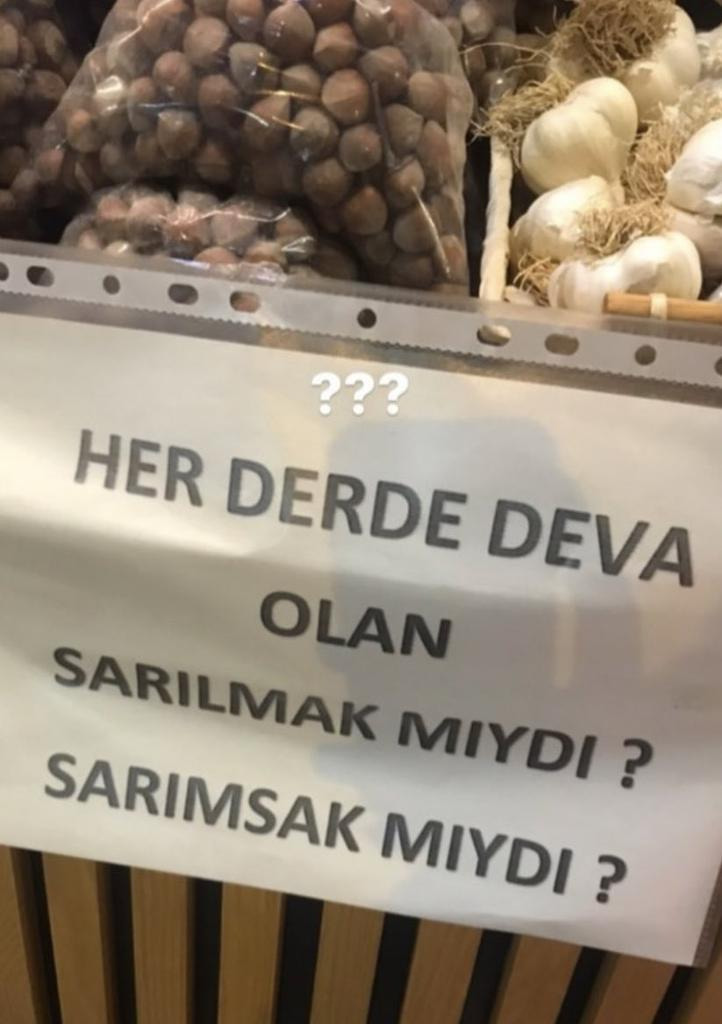 ???
HER DERDE DEVA
OLAN
SARILMAK MIYDI ?
SARIMSAK MIYDI ?